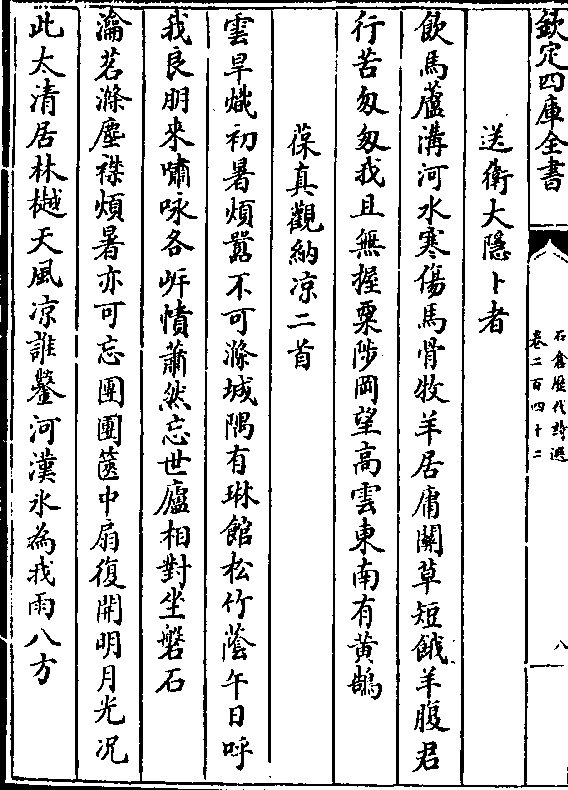 欽定四庫全書
石倉歷代詩選
卷二百四十二
八
送衛大隱卜者
飲馬蘆溝河水寒傷馬骨牧羊居庸關草短餓羊腹君
行苦匆匆我且無握粟陟岡望高雲東南有黄鵠
葆真觀納凉二首
雲旱熾初暑煩嚣不可滌城隅有琳館松竹蔭午日呼
我良朋来嘯咏各岸幘蕭然忘世慮相對坐磐石
瀹茗滌塵襟煩暑亦可忘團團篋中扇復開明月光况
此太清居林樾天風凉誰鑿河漢氷為我雨八方